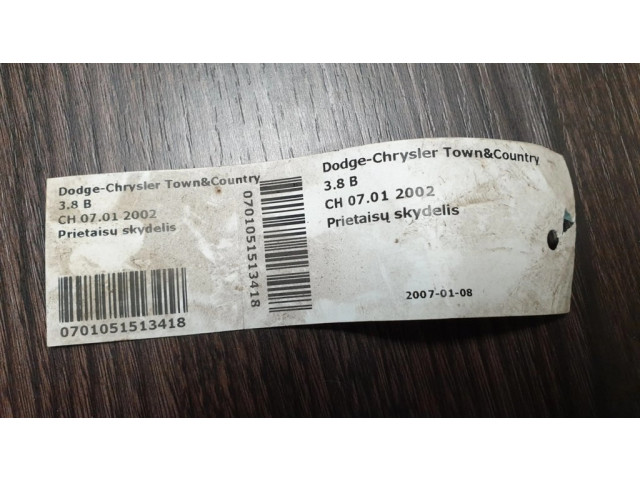 Dodge-Chrysler Town&Country
3.8 B
CH 07.01 2002
Prietaisų skydelis
0701051513418
0701051513418
Dodge-Chrysler Town&Country
3.8 B
CH 07.01 2002
Prietaisų skydelis
2007-01-08